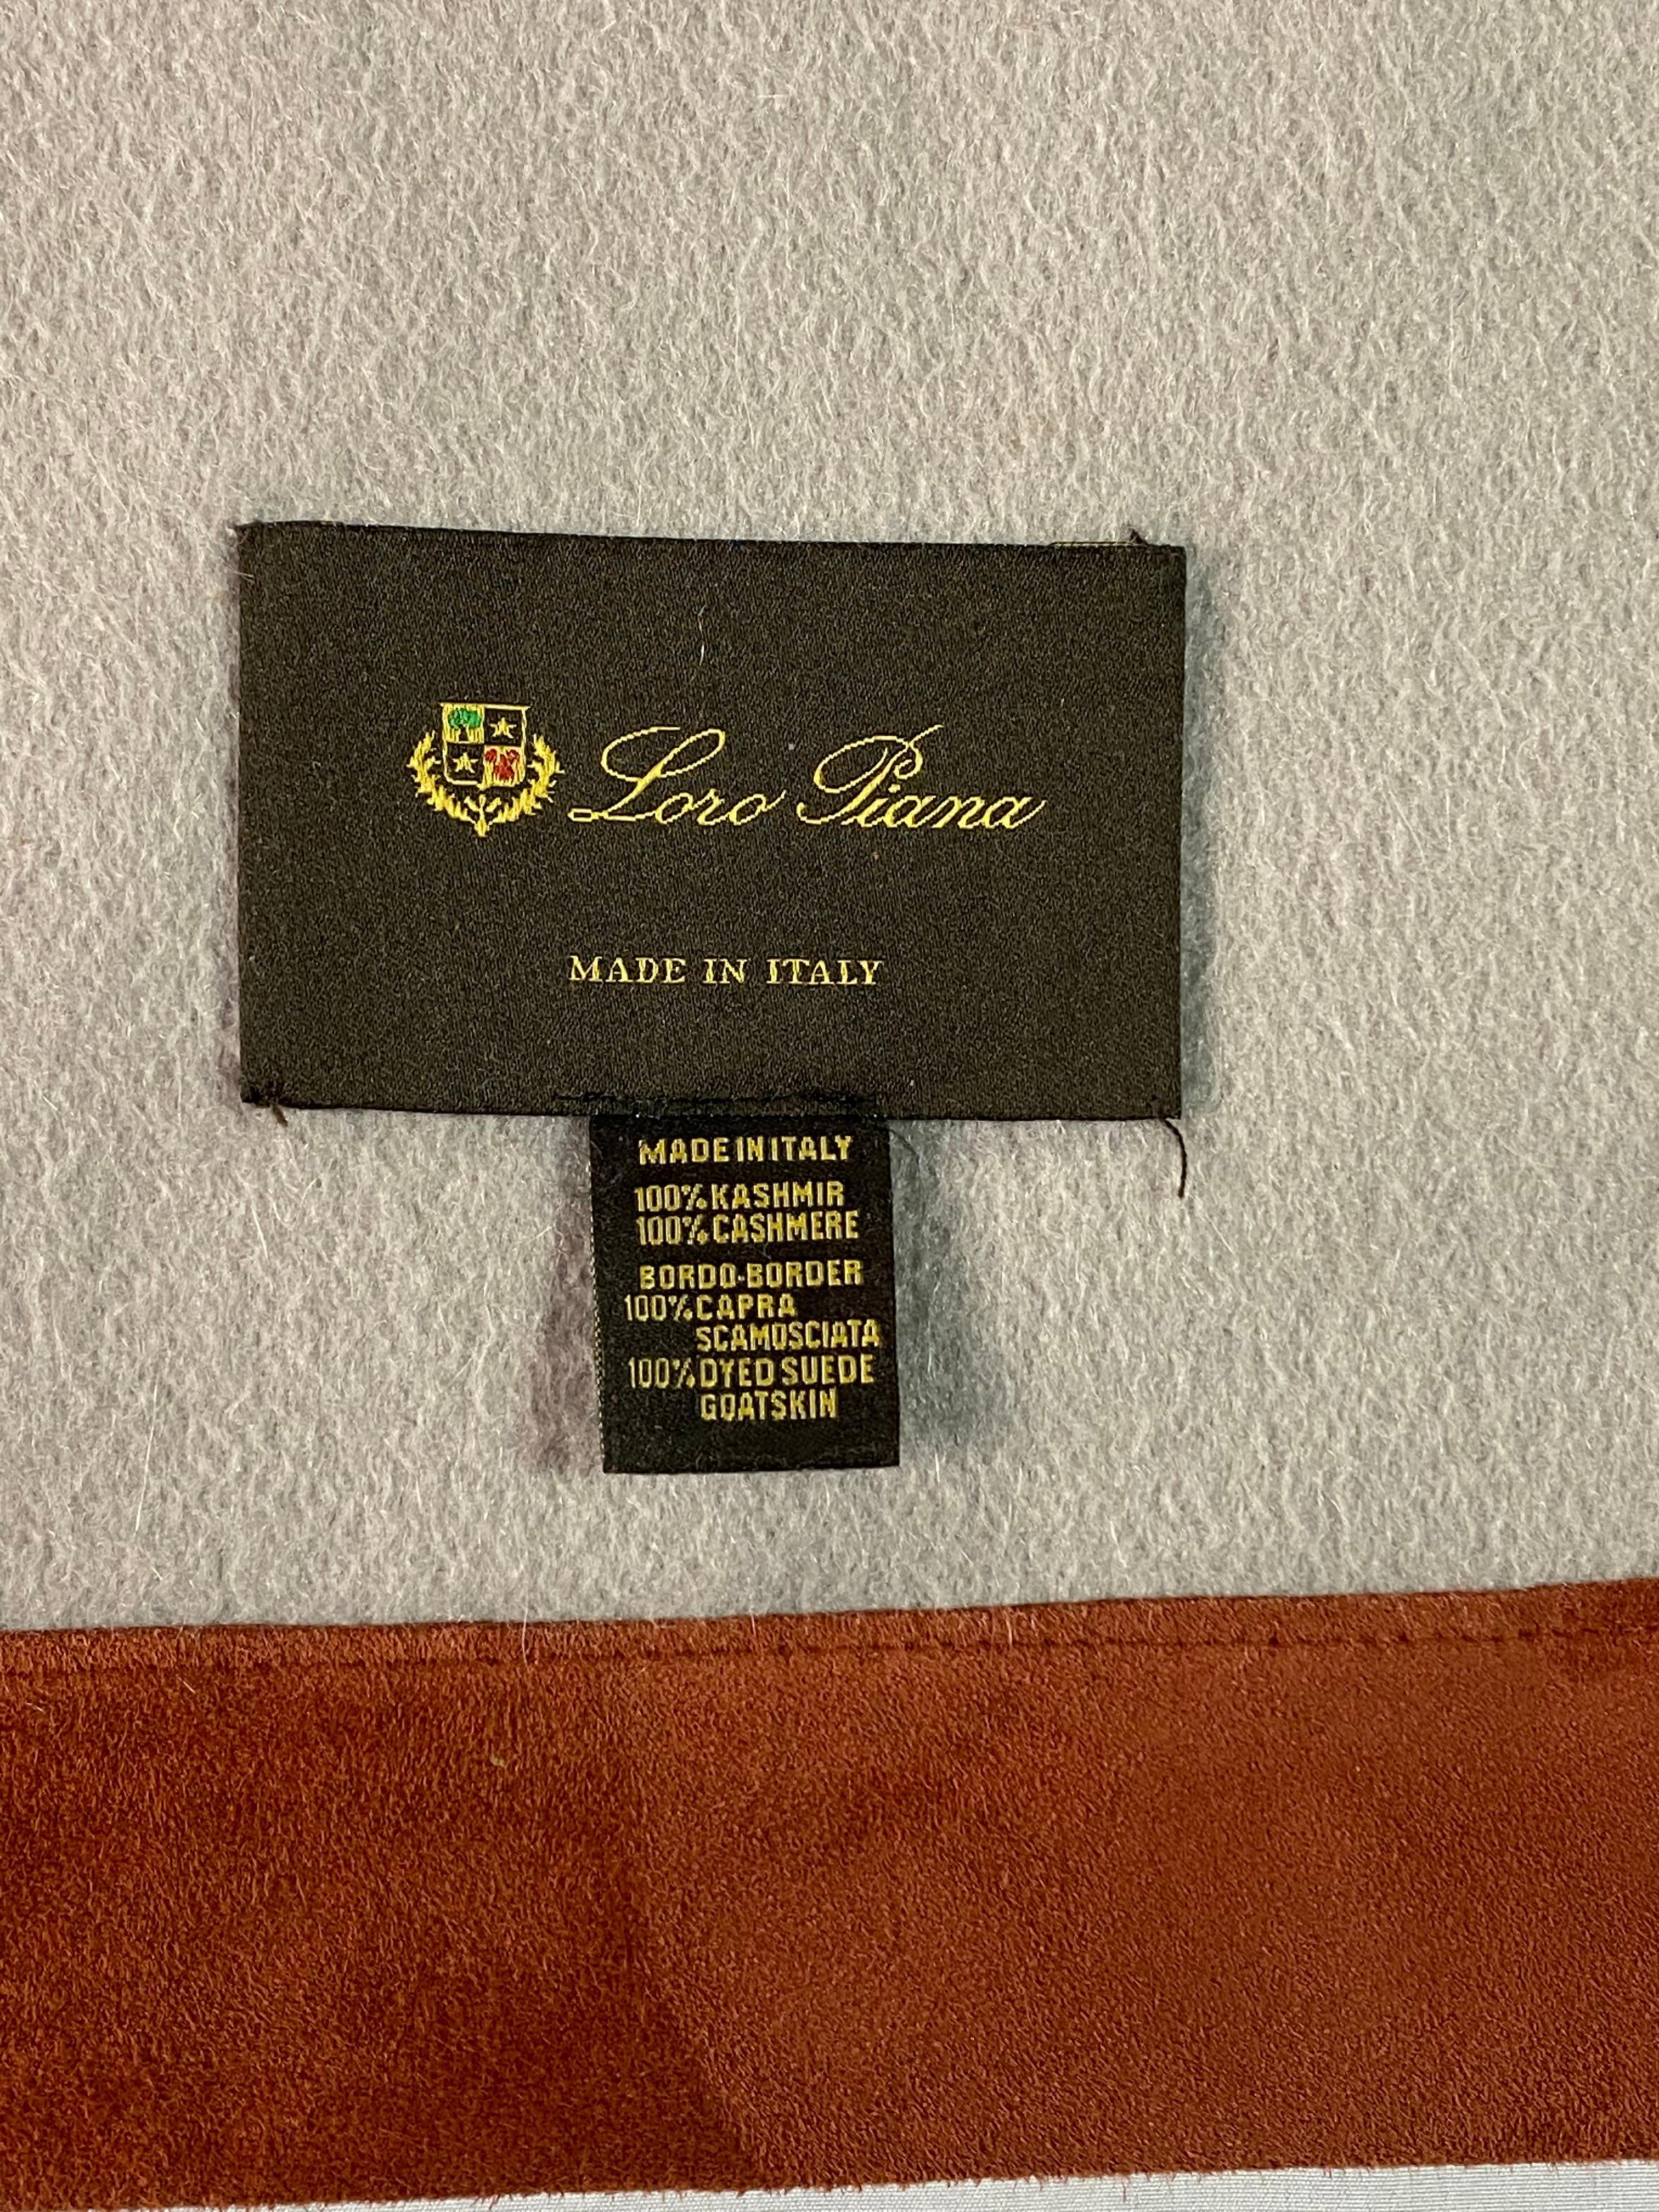 Loro Piana
MADE IN ITALY
MADE IN ITALY
100% KASHMIR
100% CASHMERE
BORDO-BORDER
100% CAPRA
SCAMOSCIATA
100% DYED SUEDE
GOATSKIN